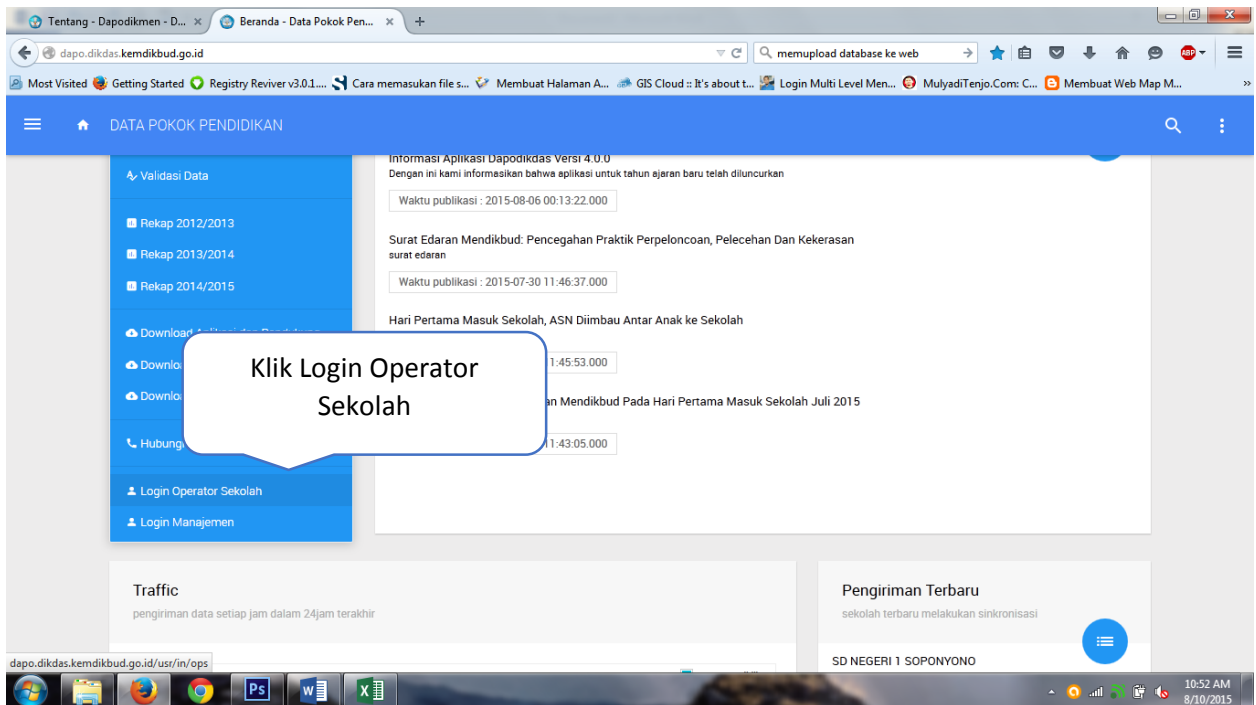 Tentang - Dapodikmen - D...
Beranda - Data Pokok Pen...
dapo.dikdas.kemdikbud.go.id
memupload database ke web
ABP
Most Visited
Getting Started
Registry Reviver v3.0.1....
Cara memasukan file s...
Membuat Halaman A...
GIS Cloud :: It's about t...
Login Multi Level Men...
MulyadiTenjo.Com: C...
Membuat Web Map M...
DATA POKOK PENDIDIKAN
Validasi Data
Rekap 2012/2013
Rekap 2013/2014
Rekap 2014/2015
Download
Downlo
Downlo
Hubung
Login Operator Sekolah
Login Manajemen
Klik Login Operator
Sekolah
Informasi Aplikasi Dapodikdas Versi 4.0.0
Dengan ini kami informasikan bahwa aplikasi untuk tahun ajaran baru telah diluncurkan
Waktu publikasi : 2015-08-06 00:13:22.000
Surat Edaran Mendikbud: Pencegahan Praktik Perpeloncoan, Pelecehan Dan Kekerasan
surat edaran
Waktu publikasi : 2015-07-30 11:46:37.000
Hari Pertama Masuk Sekolah, ASN Diimbau Antar Anak ke Sekolah
1:45:53.000
an Mendikbud Pada Hari Pertama Masuk Sekolah Juli 2015
1:43:05.000
Traffic
pengiriman data setiap jam dalam 24jam terakhir
Pengiriman Terbaru
sekolah terbaru melakukan sinkronisasi
SD NEGERI 1 SOPONYONO
dapo.dikdas.kemdikbud.go.id/usr/in/ops
Ps
10:52 AM
8/10/2015